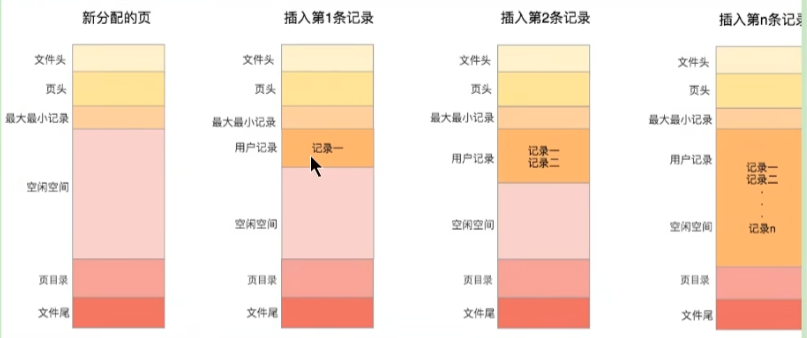 新分配的页
文件头
页头
最大最小记录
空闲空间
页目录
文件尾
插入第1条记录
文件头
页头
最大最小记录
用户记录
记录一
空闲空间
页目录
文件尾
插入第2条记录
文件头
页头
最大最小记录
用户记录
记录一
记录二
空闲空间
页目录
文件尾
插入第n条记录
文件头
页头
最大最小记录
用户记录
记录一
记录二
.
.
.
记录n
空闲空间
页目录
文件尾